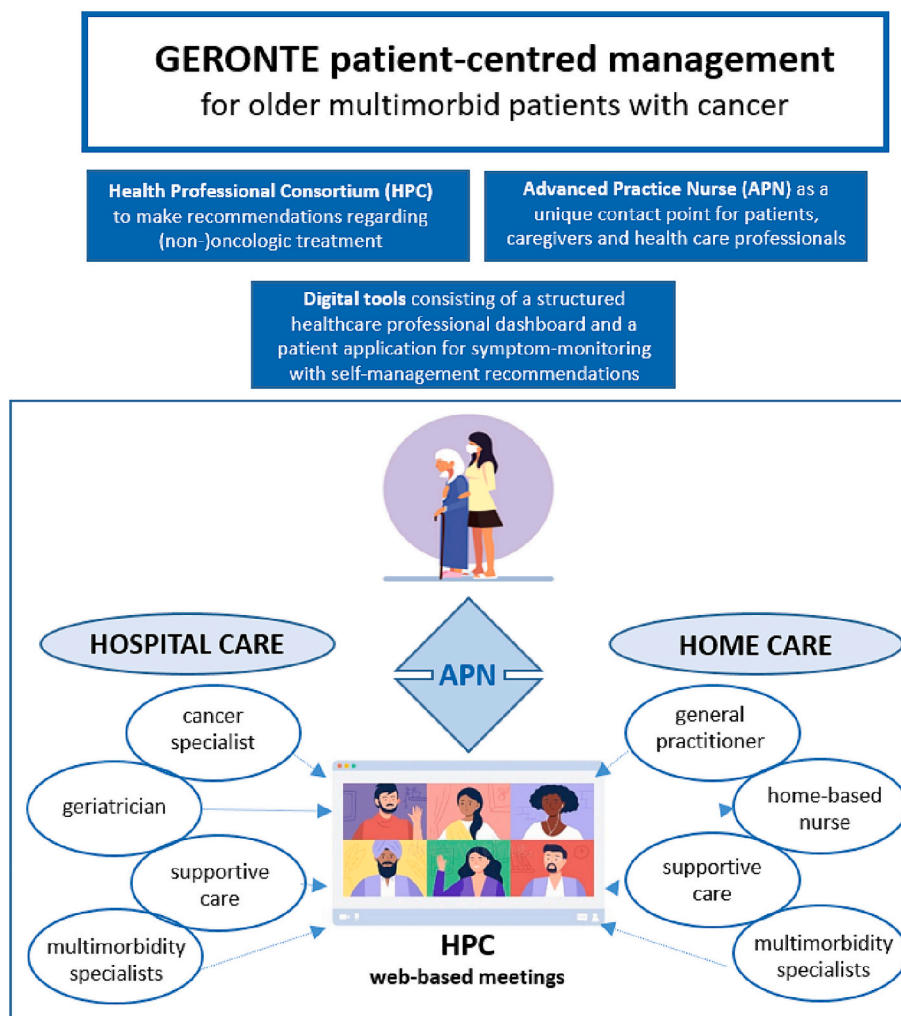 GERONTE patient-centred management
for older multimorbid patients with cancer
Health Professional Consortium (HPC)
to make recommendations regarding
(non-)oncologic treatment
Advanced Practice Nurse (APN) as a
unique contact point for patients,
caregivers and health care professionals
Digital tools consisting of a structured
healthcare professional dashboard and a
patient application for symptom-monitoring
with self-management recommendations
HOSPITAL CARE
APN
HOME CARE
cancer
specialist
geriatrician
supportive
care
multimorbidity
specialists
general
practitioner
home-based
nurse
supportive
care
multimorbidity
specialists
HPC
web-based meetings